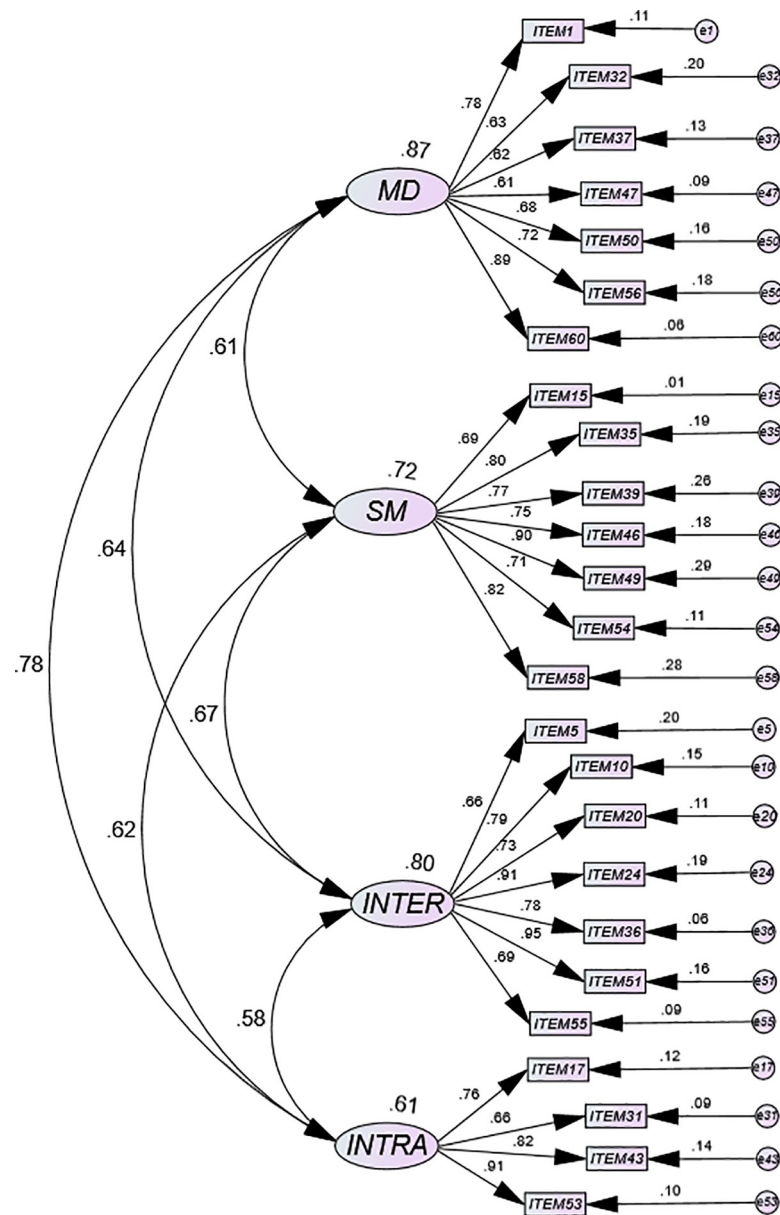 .11
ITEM1
e1
.20
ITEM32
e32
.78
.63
.13
ITEM37
e37
.87
.62
MD
.61
.09
ITEM47
e47
.68
.16
ITEM50
e50
.72
.18
ITEM56
.89
.06
ITEM60
e60
.61
.01
ITEM15
e15
.19
ITEM35
e35
.69
.80
.72
.77
.26
ITEM39
e39
SM
.75
.18
ITEM46
e46
.90
.29
ITEM49
e49
.71
.82
.11
ITEM54
e54
.28
ITEM58
e58
.64
.78
.67
.20
ITEM5
e5
.15
ITEM10
e10
.66
.79
.11
ITEM20
e20
.73
.62
.80
.91
.19
ITEM24
e24
INTER
.78
.06
ITEM36
e36
.95
.16
ITEM51
e51
.69
.09
ITEM55
e55
.58
.12
ITEM17
e17
.61
.76
.66
.09
ITEM31
e31
INTRA
.82
.14
ITEM43
e43
.91
.10
ITEM53
e53